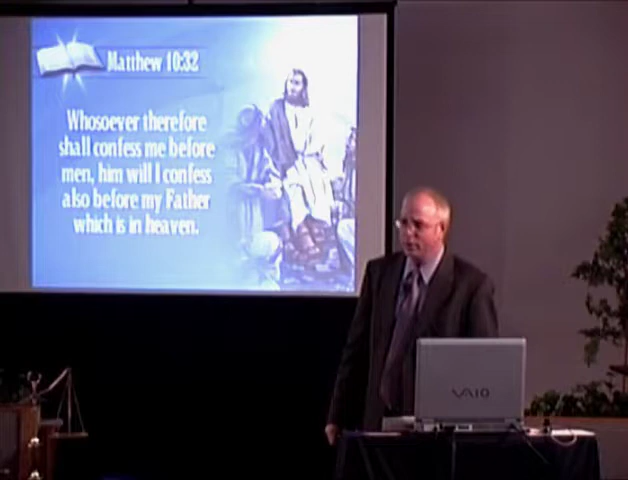 Matthew 10:32
Whosoever therefore
shall confess me before
men, him will I confess
also before my Father
which is in heaven.
VAIO